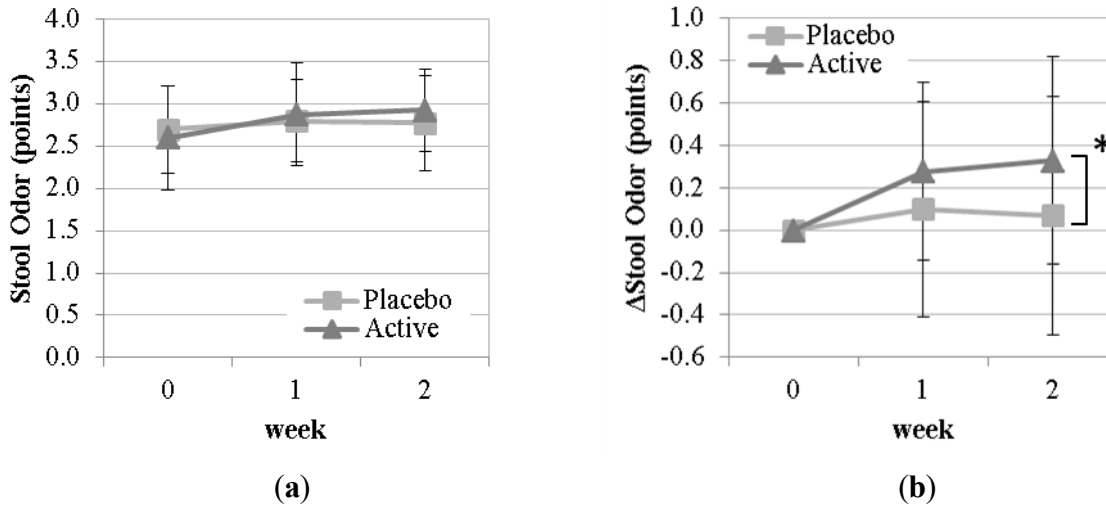 Stool Odor (points)
4.0
3.5
3.0
2.5
2.0
1.5
1.0
0.5
0.0
Placebo
Active
0 1 2
week
(a)
ΔStool Odor (points)
1.0
0.8
0.6
0.4
0.2
0.0
-0.2
-0.4
-0.6
Placebo
Active
*
0 1 2
week
(b)